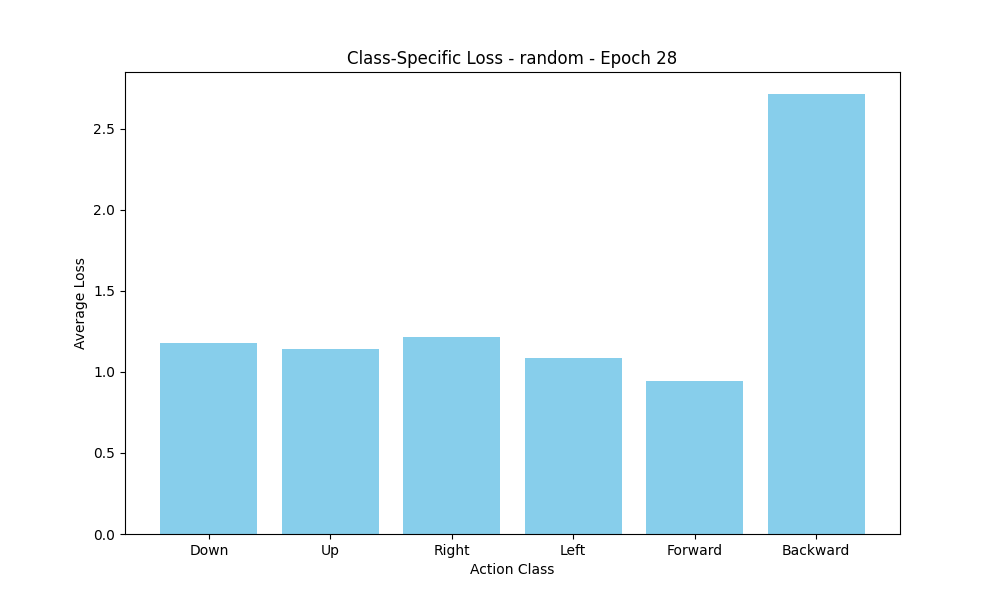 Class-Specific Loss - random - Epoch 28
Average Loss
2.5
2.0
1.5
1.0
0.5
0.0
Down Up Right Left Forward Backward
Action Class